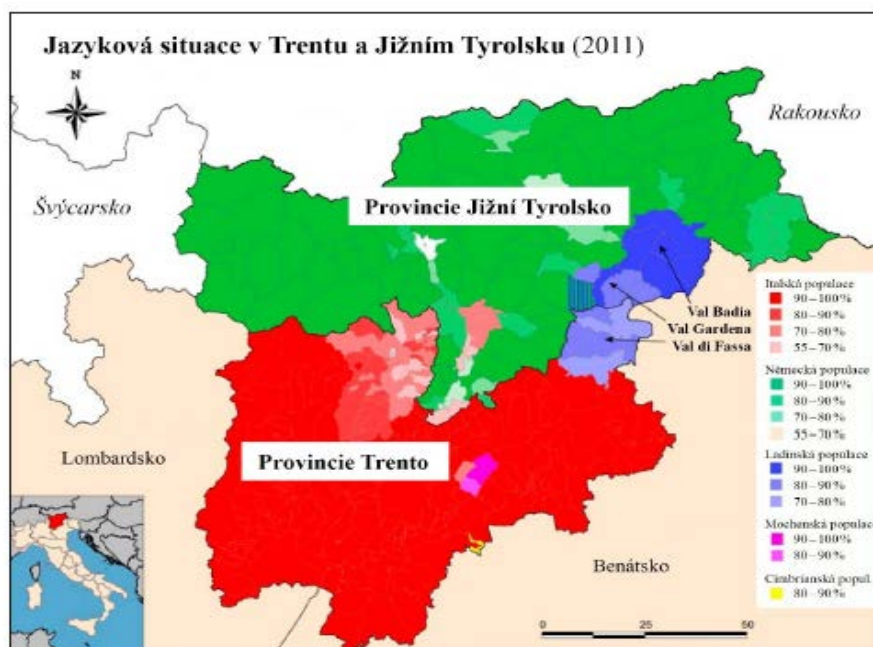 Jazyková situace v Trentu a Jižním Tyrolsku (2011)
N
Rakousko
Švýcarsko
Provincie Jižní Tyrolsko
Val Badia
Val Gardena
Val di Fassa
Provincie Trento
Lombardsko
Benátsko
Italská populace
90–100%
80–90%
70–80%
55–70%
Německá populace
90–100%
80–90%
70–80%
55–70%
Ladinská populace
90–100%
80–90%
70–80%
Mochenská populace
90–100%
80–90%
Cimbrianská popul.
80–90%
0 25 50